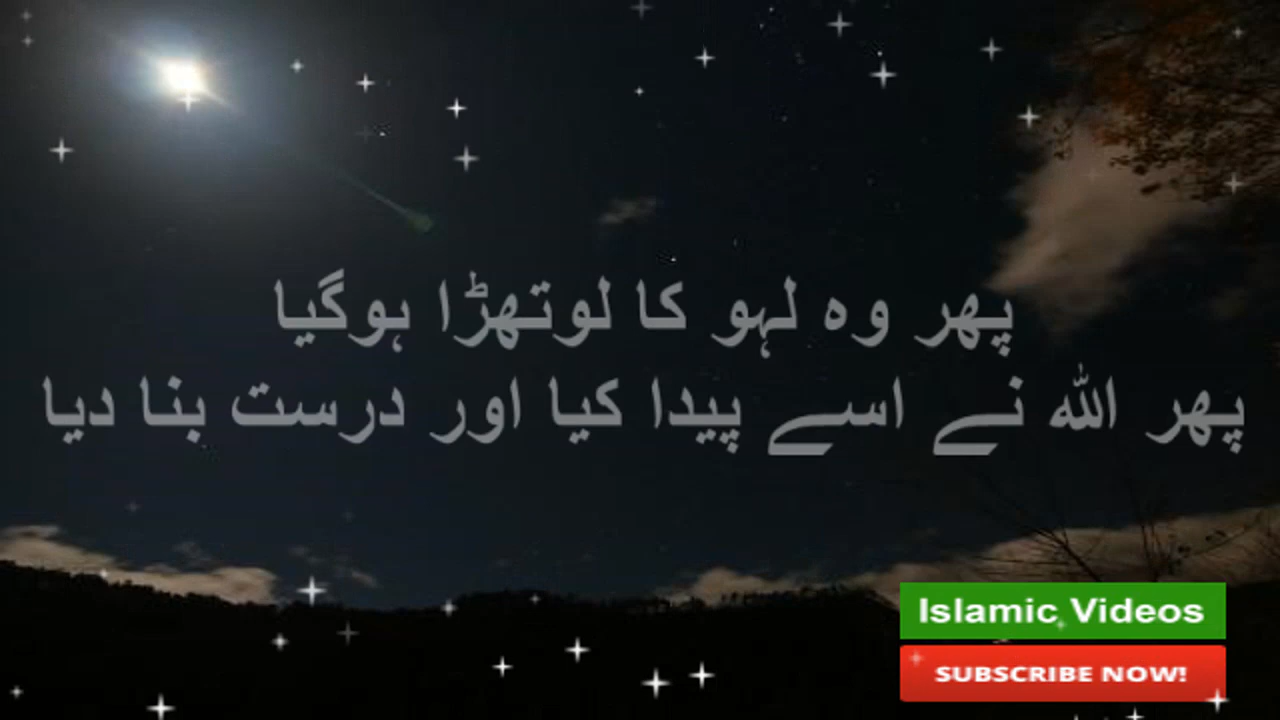 پھر وہ لہو کا لوتھڑا ہوگیا
پھر الله نے اسے پیدا کیا اور درست بنا دیا
Islamic Videos
SUBSCRIBE NOW!